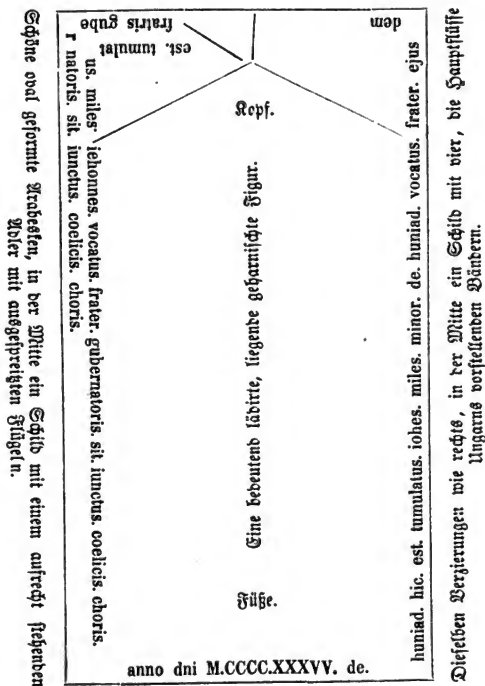 Schöne oval geformte Arabesken, in der Mitte ein Schild mit einem aufrecht stehenden
Adler mit ausgespreitzten Flügeln.
dem
est. tumulat
fratris gube
us. miles iehonnes. vocatus. frater. gubernatoris. sit. iunctus. coelicis. choris.
r natoris. sit. iunctus. coelicis. choris.
Kopf.
Eine bedeutend lädirte, liegende geharnischte Figur.
Füße.
anno dni M.CCCC.XXXVV. de.
huniad. hic. est. tumulatus. iohes. miles. minor. de. huniad. vocatus. frater. ejus
Dieselben Verzierungen wie rechts, in der Mitte ein Schild mit vier, die Hauptflüsse
Ungarns vorstellenden Bändern.